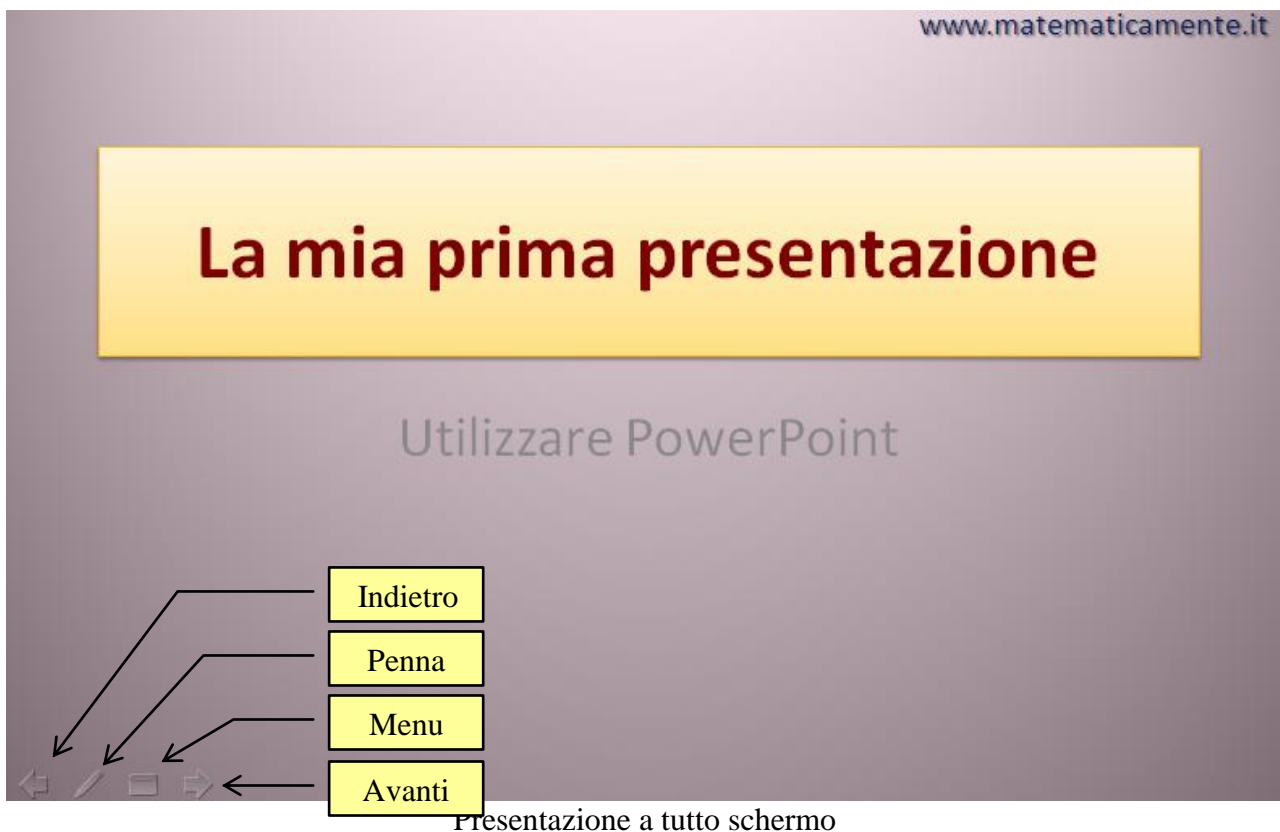 www.matematicamente.it
La mia prima presentazione
Utilizzare PowerPoint
Indietro
Penna
Menu
Avanti
Presentazione a tutto schermo